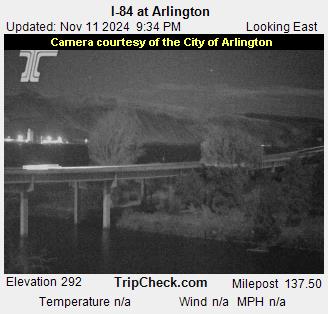 I-84 at Arlington
Updated: Nov 11 2024 9:34 PM Looking East
Camera courtesy of the City of Arlington
Elevation 292 TripCheck.com Milepost 137.50
Temperature n/a Wind n/a MPH n/a